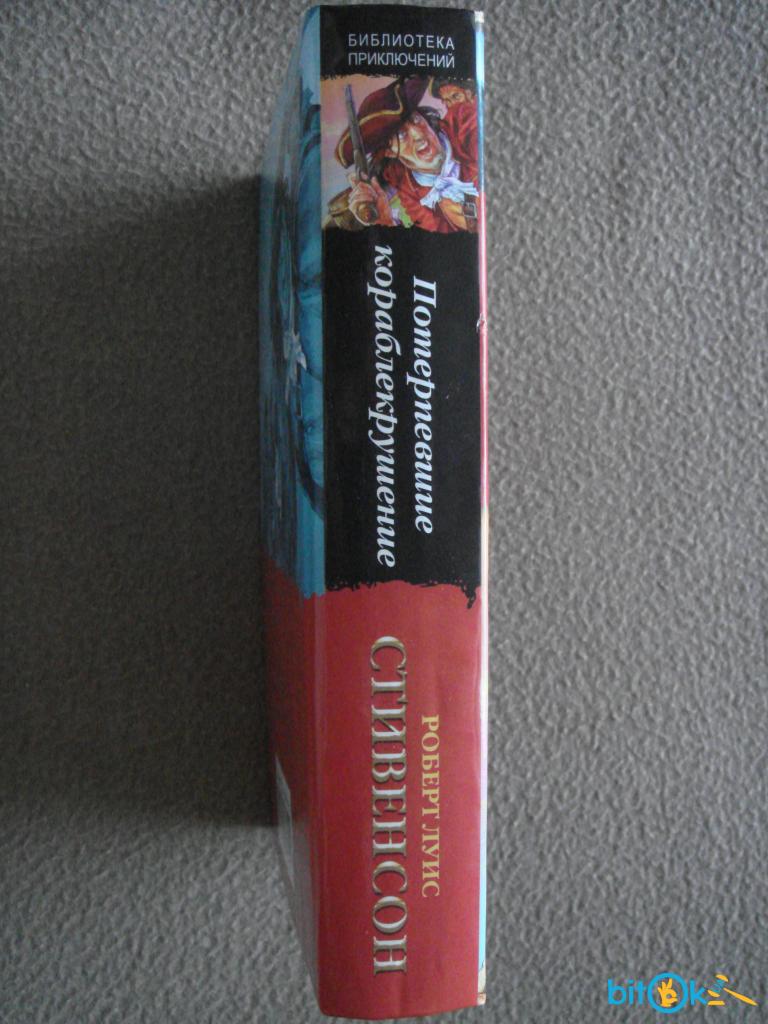 БИБЛИОТЕКА
ПРИКЛЮЧЕНИЙ
Потерпевшие
кораблекрушение
РОБЕРТ ЛУИС
СТИВЕНСОН
bitOk